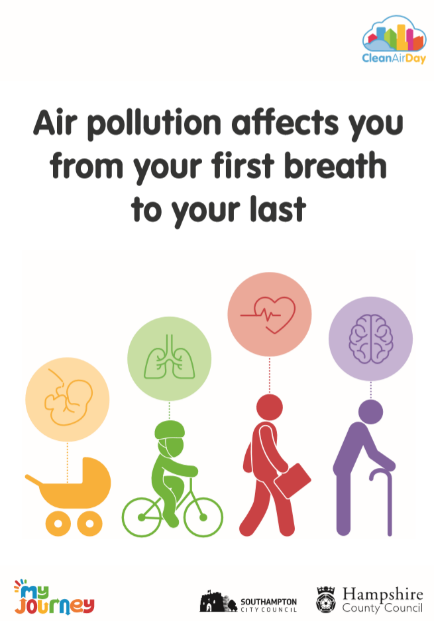 CleanAirDay
Air pollution affects you
from your first breath
to your last
my
JOURNEY
SOUTHAMPTON
CITY COUNCIL
Hampshire
County Council